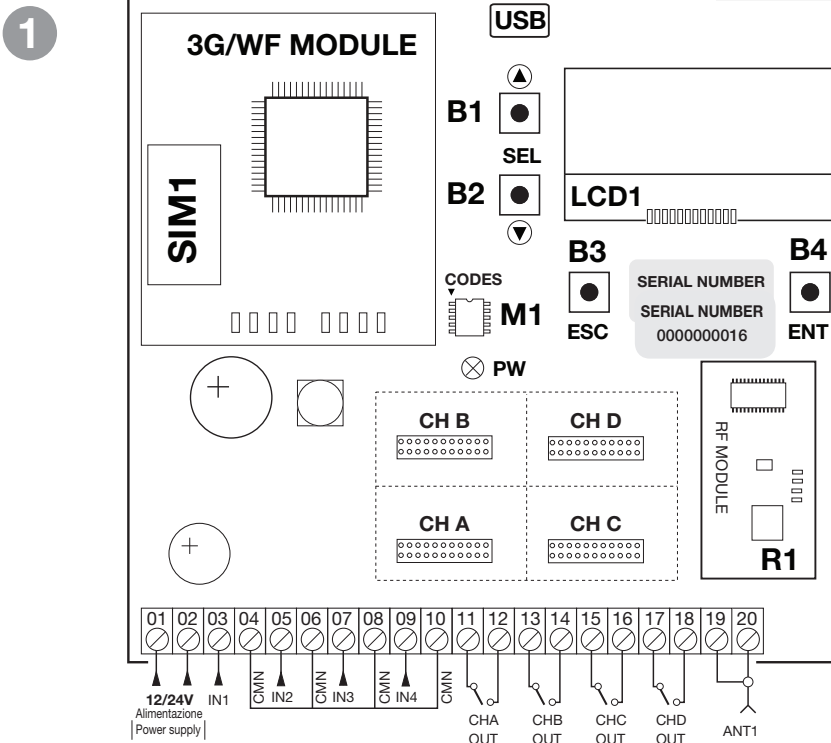 1
USB
3G/WF MODULE
SIM1
B1
SEL
B2
LCD1
B3
B4
CODES
M1
ESC
ENT
SERIAL NUMBER
SERIAL NUMBER
0000000016
PW
CH B
CH D
CH A
CH C
RF MODULE
R1
01 02 03 04 05 06 07 08 09 10 11 12 13 14 15 16 17 18 19 20
12/24V
Alimentazione
Power supply
IN1
CMN
IN2
CMN
IN3
CMN
IN4
CMN
CHA
OUT
CHB
OUT
CHC
OUT
CHD
OUT
ANT1